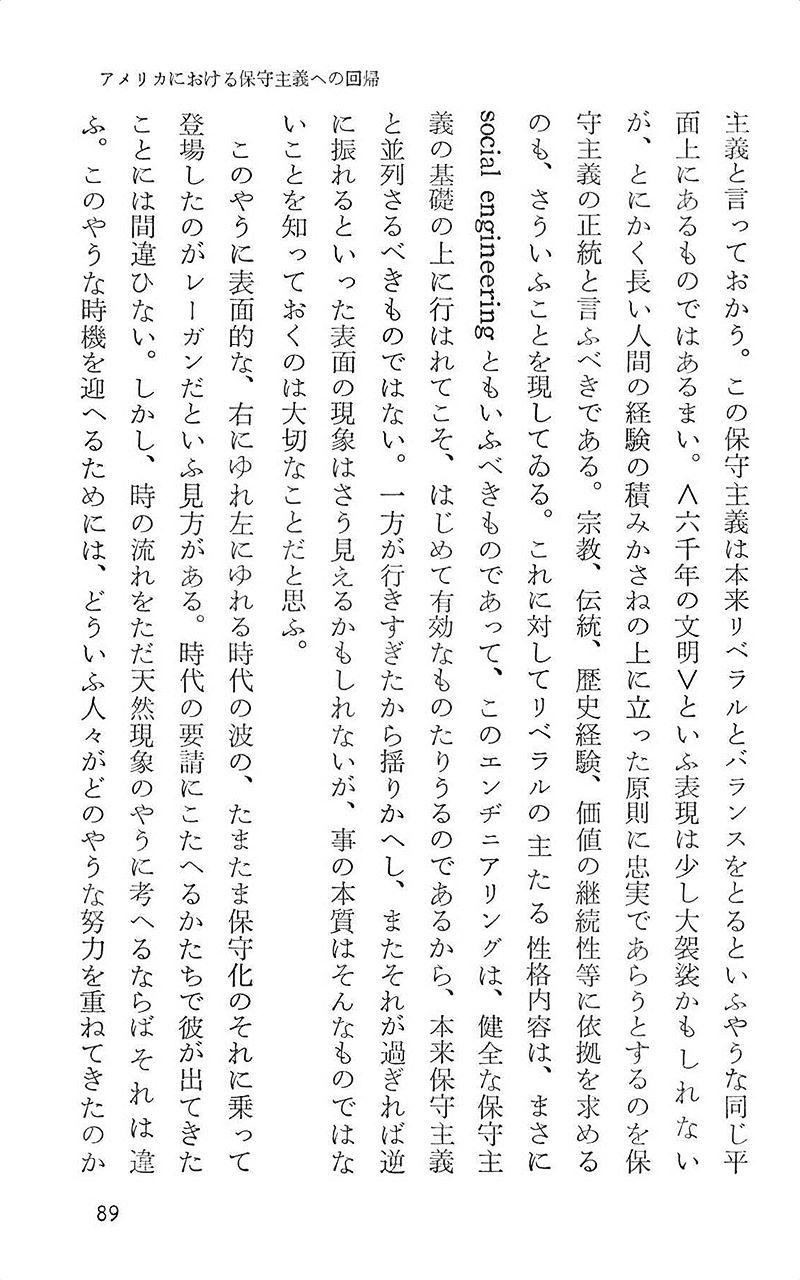 アメリカにおける保守主義への回帰
主義と言っておかう。この保守主義は本来リベラルとバランスをとるといふやうな同じ平
面上にあるものではあるまい。〈六千年の文明〉といふ表現は少し大袈裟かもしれない
が、とにかく長い人間の経験の積みかさねの上に立った原則に忠実であらうとするのを保
守主義の正統と言ふべきである。宗教、伝統、歴史経験、価値の継続性等に依拠を求める
のも、さういふことを現してゐる。これに対してリベラルの主たる性格内容は、まさに
social engineering ともいふべきものであって、このエンヂニアリングは、健全な保守主
義の基礎の上に行はれてこそ、はじめて有効なものたりうるのであるから、本来保守主義
と並列さるべきものではない。一方が行きすぎたから揺りかへし、またそれが過ぎれば逆
に振れるといった表面の現象はさう見えるかもしれないが、事の本質はそんなものではな
いことを知っておくのは大切なことだと思ふ。
このやうに表面的な、右にゆれ左にゆれる時代の波の、たまたま保守化のそれに乗って
登場したのがレーガンだといふ見方がある。時代の要請にこたへるかたちで彼が出てきた
ことには間違ひない。しかし、時の流れをただ天然現象のやうに考へるならばそれは違
ふ。このやうな時機を迎へるためには、どういふ人々がどのやうな努力を重ねてきたのか
89